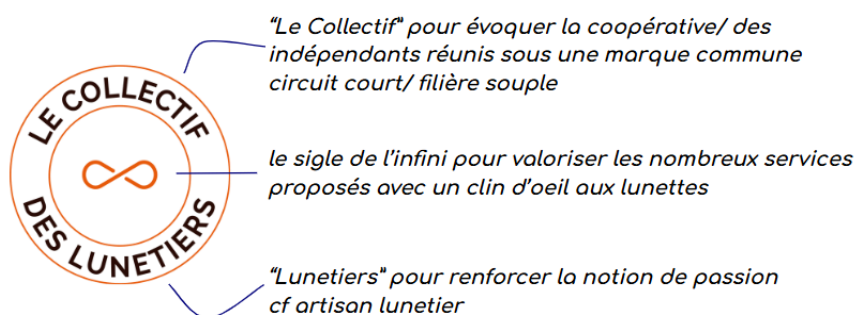 LE COLLECTIF
DES LUNETIERS
“Le Collectif” pour évoquer la coopérative/ des
indépendants réunis sous une marque commune
circuit court/ filière souple
le sigle de l’infini pour valoriser les nombreux services
proposés avec un clin d’oeil aux lunettes
“Lunetiers” pour renforcer la notion de passion
cf artisan lunetier